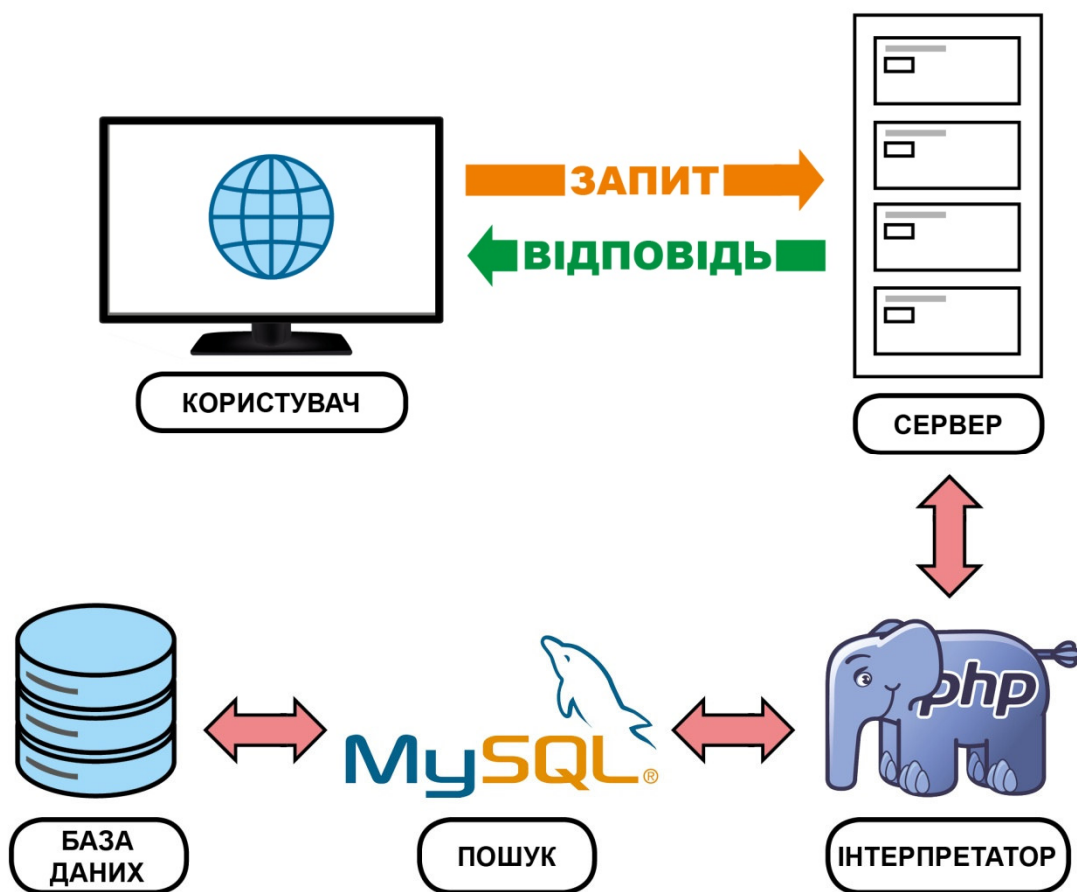 ЗАПИТ
ВІДПОВІДЬ
КОРИСТУВАЧ
СЕРВЕР
php
MySQL®
БАЗА
ДАНИХ
ПОШУК
ІНТЕРПРЕТАТОР